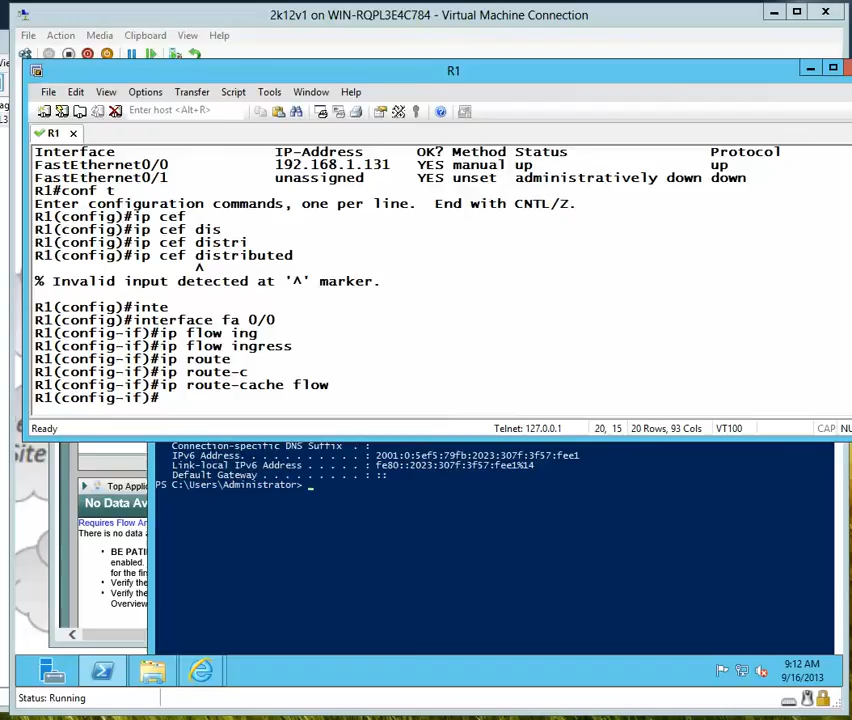 2k12v1 on WIN-RQPL3E4C784 - Virtual Machine Connection
File Action Media Clipboard View Help
R1
File Edit View Options Transfer Script Tools Window Help
Enter host <Alt+R>
R1
Interface IP-Address OK? Method Status Protocol
FastEthernet0/0 192.168.1.131 YES manual up up
FastEthernet0/1 unassigned YES unset administratively down down
R1#conf t
Enter configuration commands, one per line. End with CNTL/Z.
R1(config)#ip cef
R1(config)#ip cef dis
R1(config)#ip cef distri
R1(config)#ip cef distributed
^
% Invalid input detected at '^' marker.
R1(config)#inte
R1(config)#interface fa 0/0
R1(config-if)#ip flow ing
R1(config-if)#ip flow ingress
R1(config-if)#ip route
R1(config-if)#ip route-c
R1(config-if)#ip route-cache flow
R1(config-if)#
Ready Telnet: 127.0.0.1 20, 15 20 Rows, 93 Cols VT100 CAP NU
Connection-specific DNS Suffix . :
IPv6 Address. . . . . . . . . . . : 2001:0:5ef5:79fb:2023:307f:3f57:fee1
Link-local IPv6 Address . . . . . : fe80::2023:307f:3f57:fee1%14
Default Gateway . . . . . . . . . : ::
PS C:\Users\Administrator> _
Site
Top Applic
No Data Av
Requires Flow An
There is no data a
• BE PATI
enabled.
for the fin
• Verify the
• Verify the
Overview
9:12 AM
9/16/2013
Status: Running